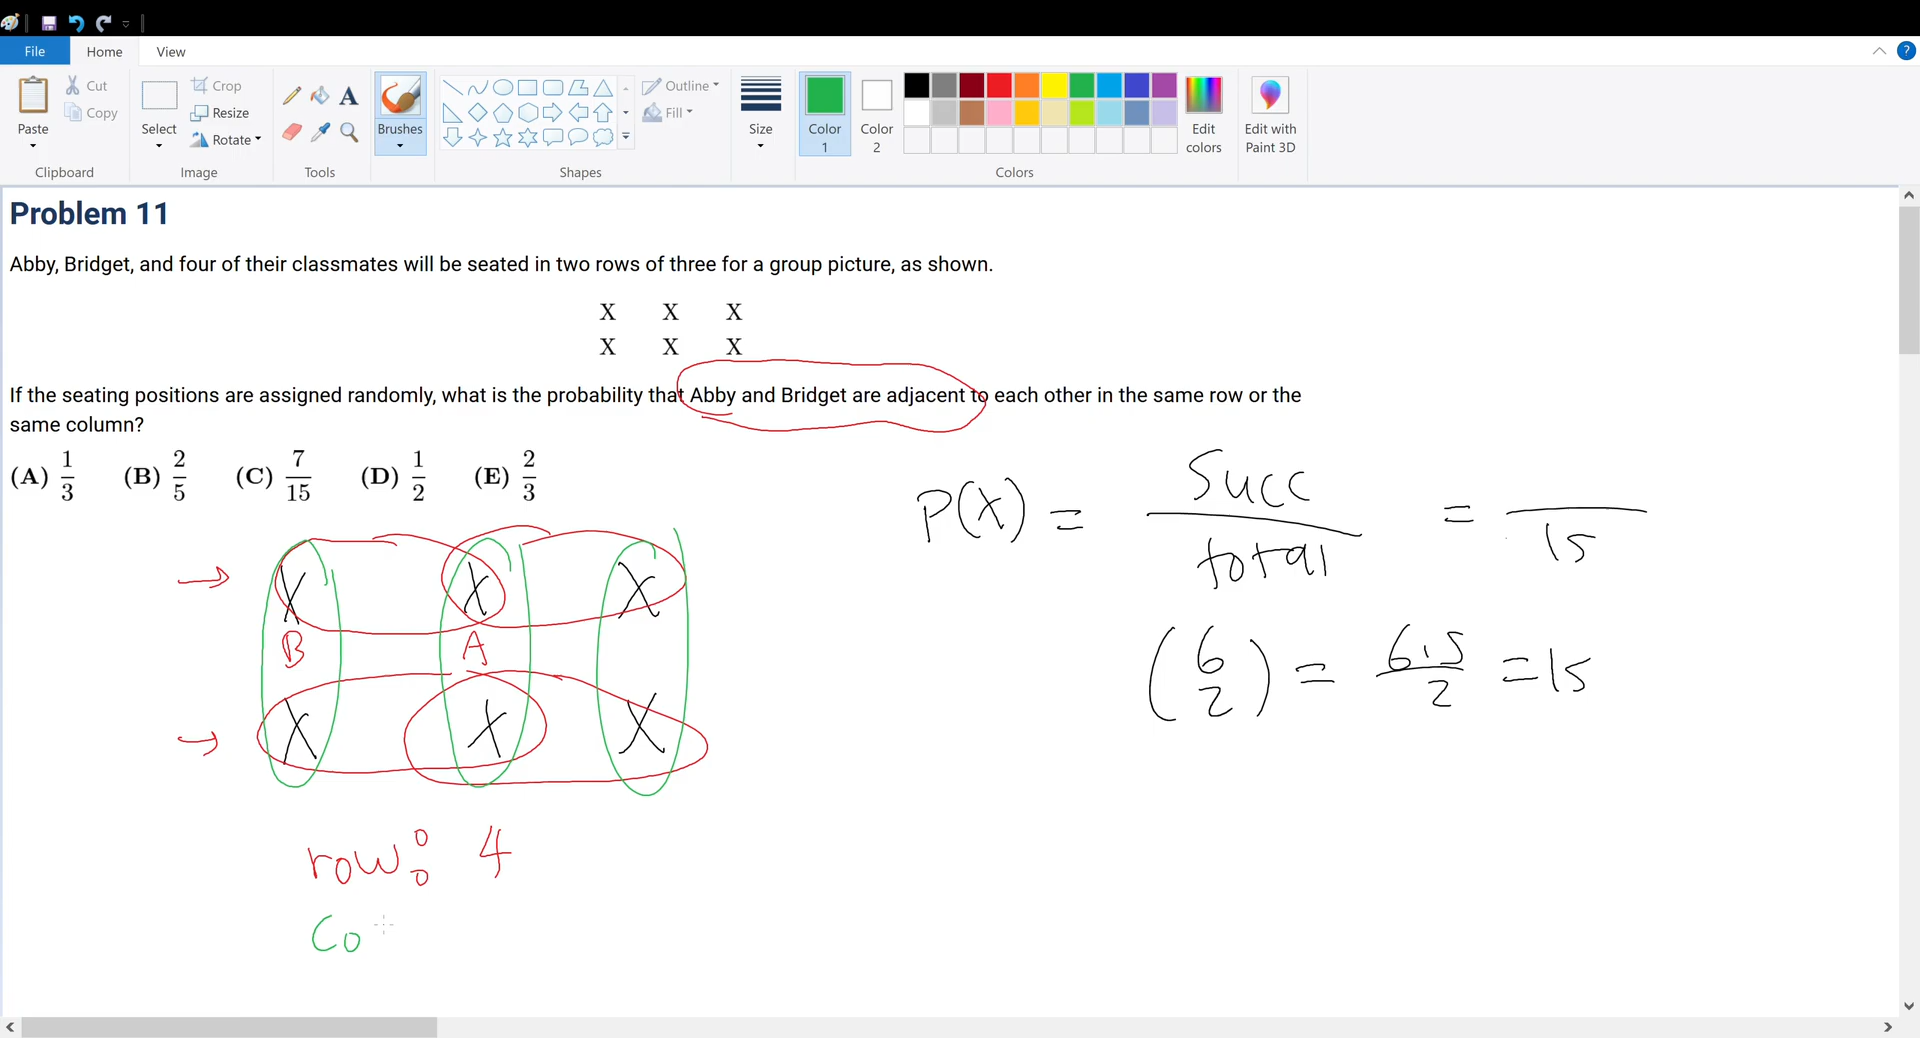 File Home View
Paste Cut Copy Clipboard
Select Crop Resize Rotate Image
Tools
Brushes
Outline Fill Shapes
Size
Color 1 Color 2 Edit colors Edit with Paint 3D Colors
Problem 11
Abby, Bridget, and four of their classmates will be seated in two rows of three for a group picture, as shown.
X X X
X X X
If the seating positions are assigned randomly, what is the probability that Abby and Bridget are adjacent to each other in the same row or the
same column?
(A) 1/3 (B) 2/5 (C) 7/15 (D) 1/2 (E) 2/3
P(X) = Succ/total = /15
(6 2) = 6.5/2 = 15
→ X X X
B A
→ X X X
row: 4
Co